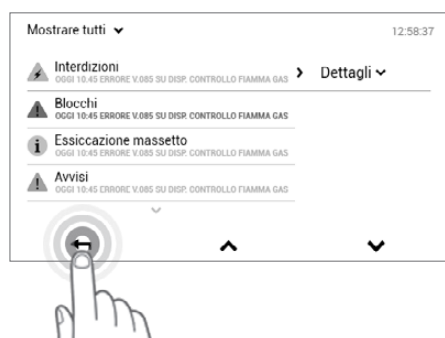 Mostrare tutti
12:58:37
Interdizioni
OGGI 10.45 ERRORE V.085 SU DISP. CONTROLLO FIAMMA GAS
Dettagli
Blocchi
OGGI 10:45 ERRORE V.085 SU DISP. CONTROLLO FIAMMA GAS
i
Essiccazione massetto
OGGI 10:45 ERRORE V.085 SU DISP. CONTROLLO FIAMMA GAS
Avvisi
OGGI 10:45 ERRORE V.085 SU DISP. CONTROLLO FIAMMA GAS